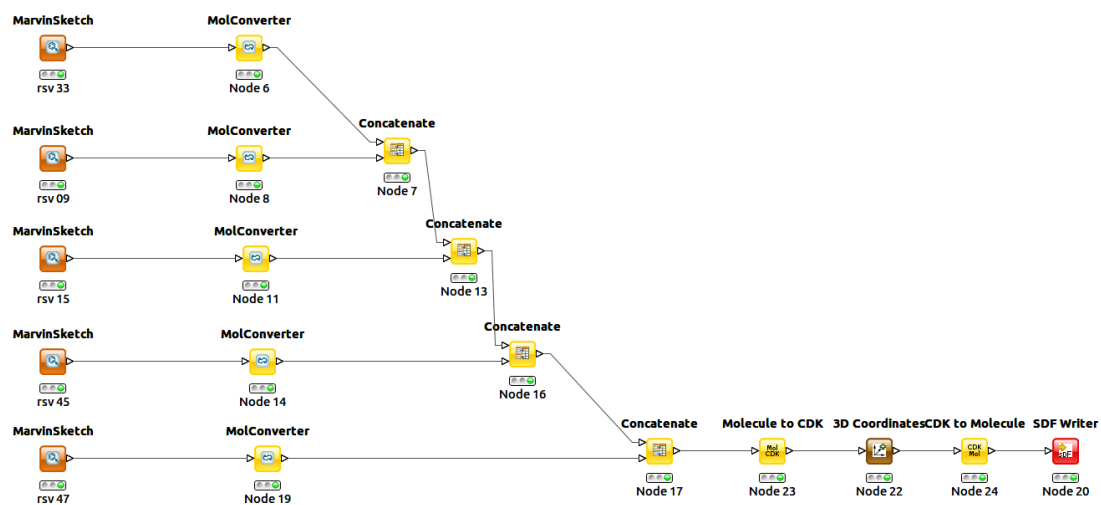 MarvinSketch MolConverter
rsv 33 Node 6
MarvinSketch MolConverter Concatenate
rsv 09 Node 8 Node 7
MarvinSketch MolConverter Concatenate
rsv 15 Node 11 Node 13
MarvinSketch MolConverter Concatenate
rsv 45 Node 14 Node 16
MarvinSketch MolConverter Concatenate Molecule to CDK 3D Coordinates CDK to Molecule SDF Writer
Mol CDK
CDK Mol
SDF
rsv 47 Node 19 Node 17 Node 23 Node 22 Node 24 Node 20